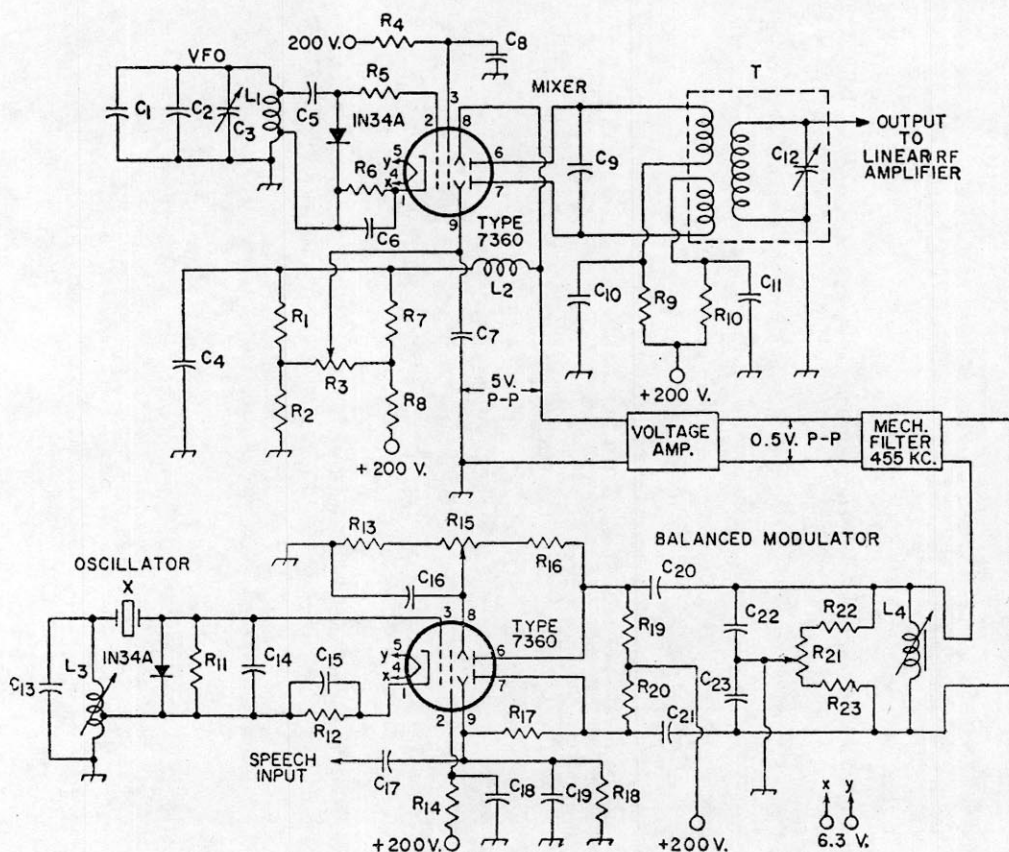 R4
200 V.
C8
VFO
R5
3
MIXER
T
C1
C2
C3
L1
C5
1N34A
2
8
6
7
C9
C12
OUTPUT
TO
LINEAR RF
AMPLIFIER
R6
5
y
4
x
1
C6
TYPE
7360
9
L2
C10
R9
R10
C11
R1
R7
C7
C4
R3
R2
R8
+200 V.
5 V.
P-P
+200 V.
VOLTAGE
AMP.
0.5 V. P-P
MECH.
FILTER
455 KC.
R13
R15
R16
BALANCED MODULATOR
OSCILLATOR
X
C16
C20
3
8
TYPE
7360
L3
C13
1N34A
R11
C14
C15
R12
5
y
4
x
1
6
7
2
9
R17
R19
R20
C21
C22
C23
R22
R21
R23
L4
SPEECH
INPUT
C17
R14
C18
C19
R18
+200 V.
+200 V.
x
y
6.3 V.